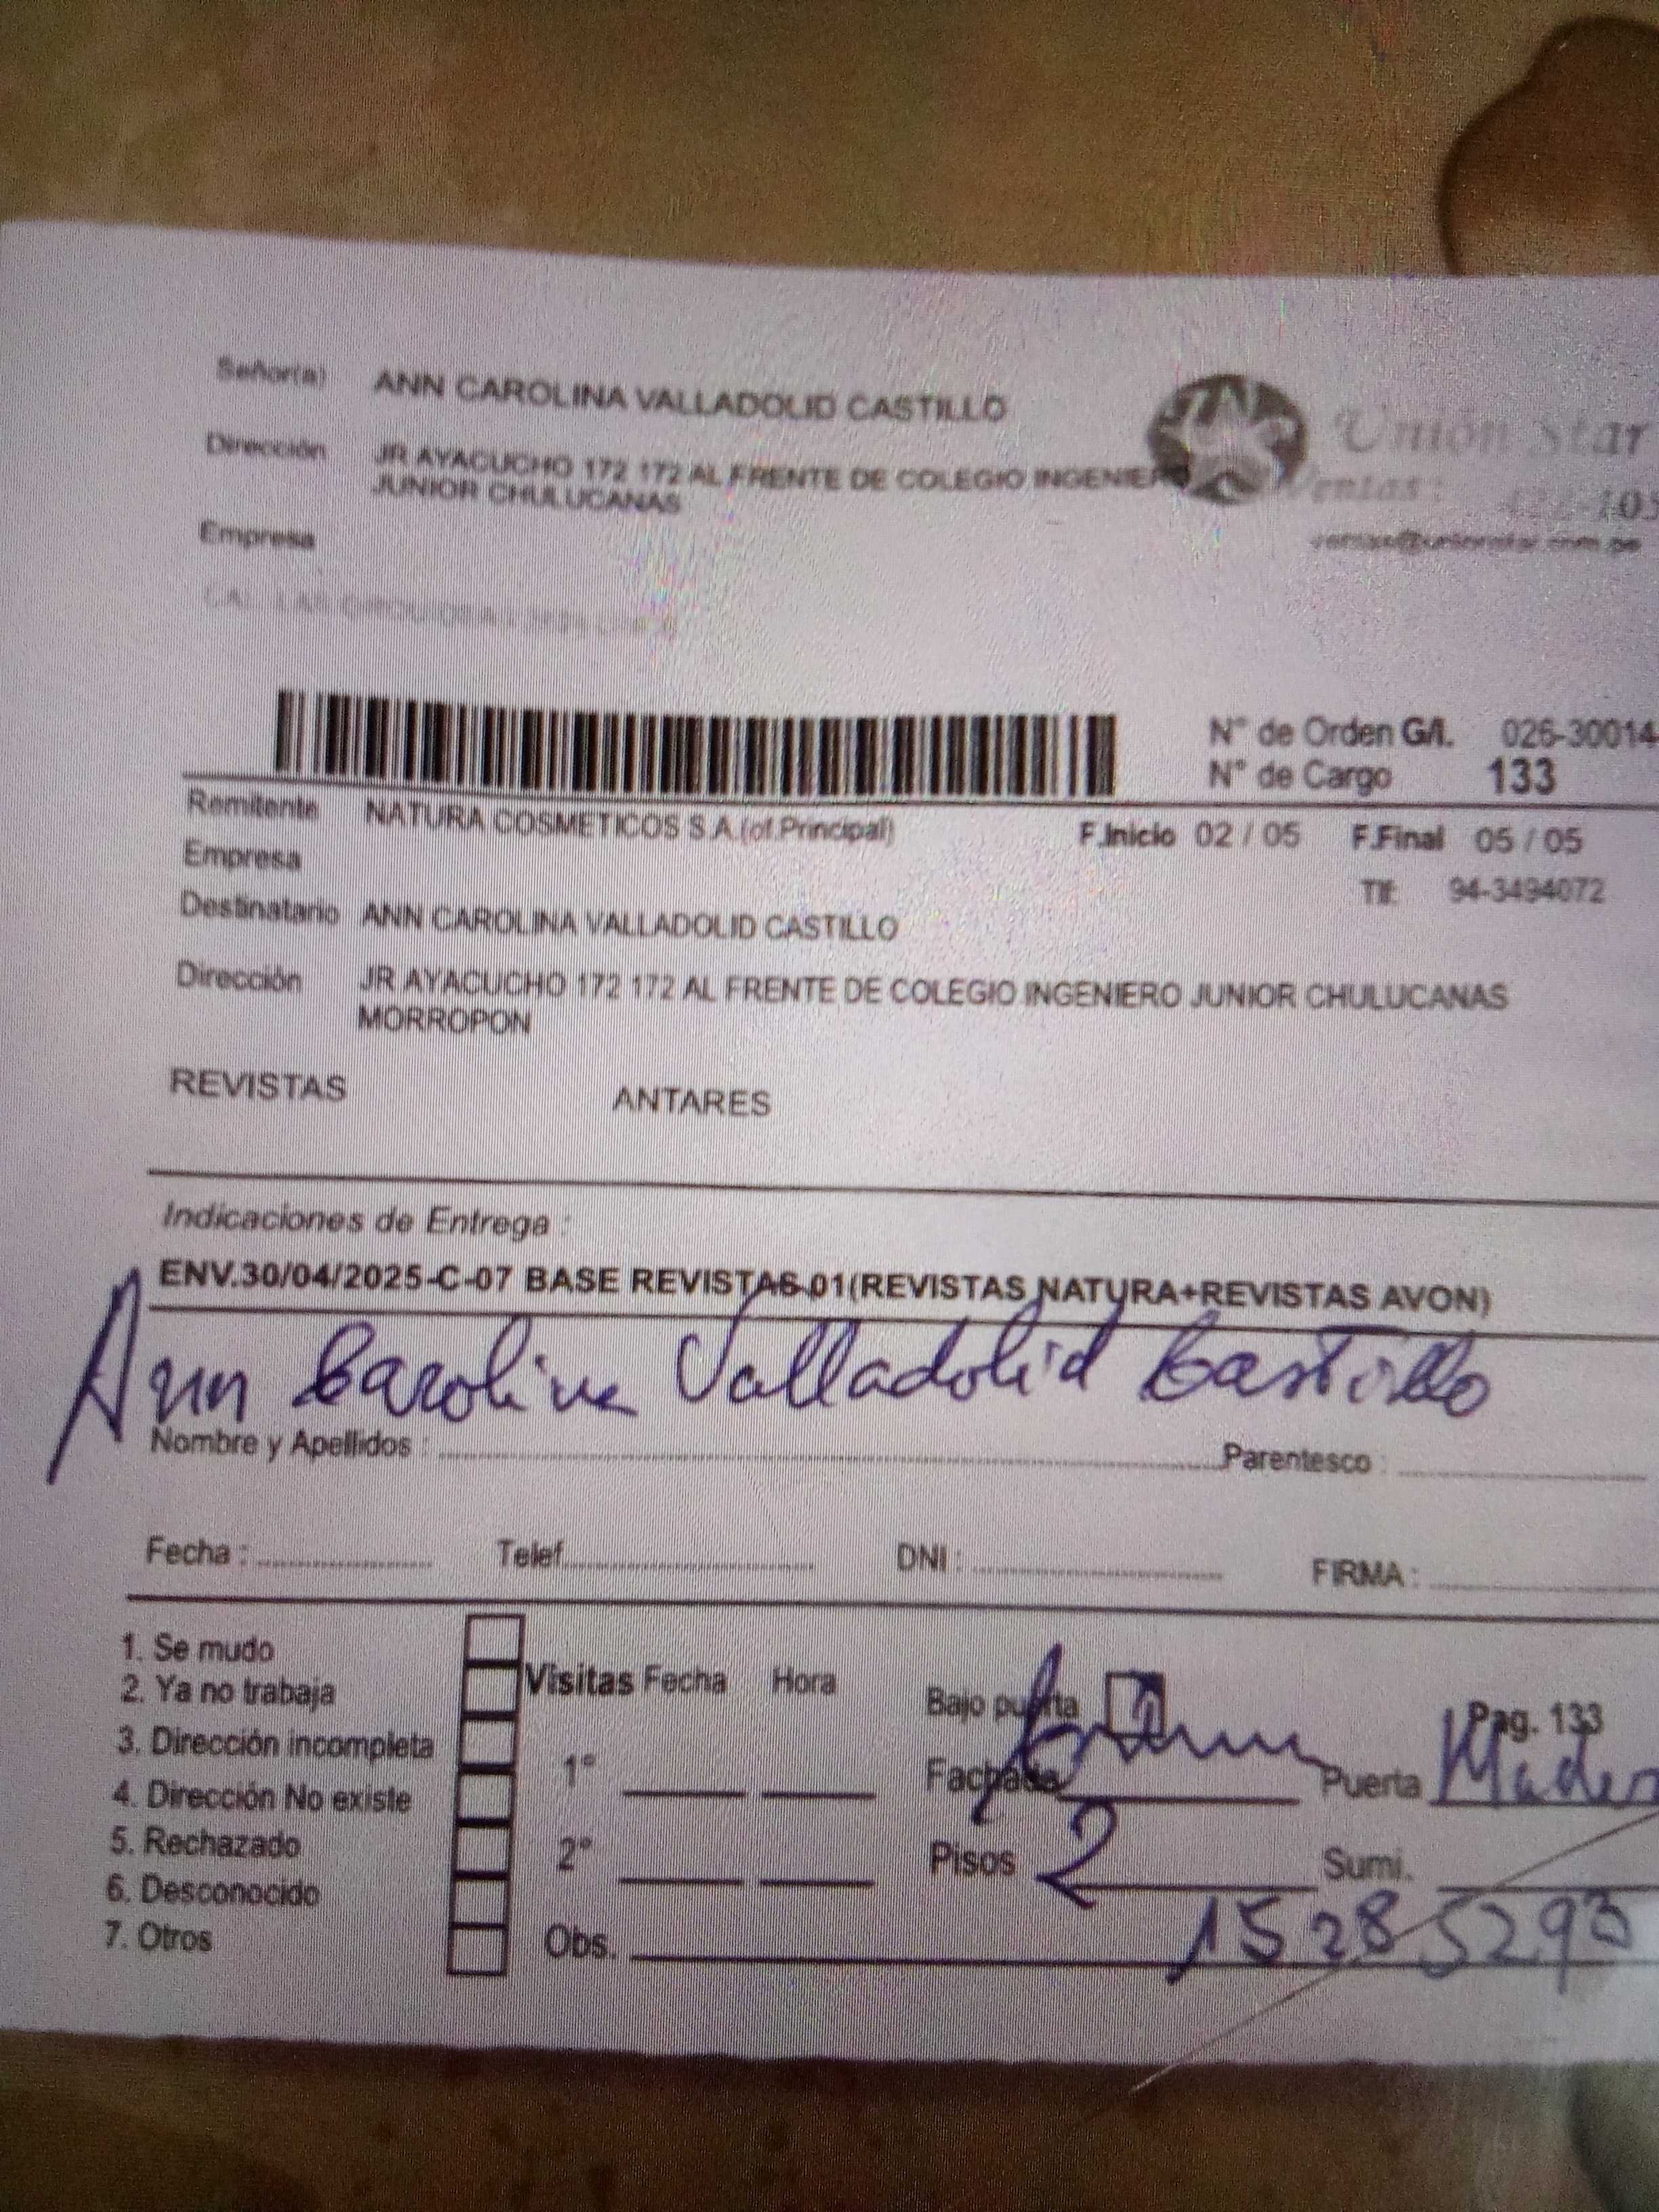 Señor(a) ANN CAROLINA VALLADOLID CASTILLO
Unión Star
Dirección JR AYACUCHO 172 172 AL FRENTE DE COLEGIO INGENIER
JUNIOR CHULUCANAS
Ventas:
Empresa
N° de Orden G/I. 026-30014
N° de Cargo 133
Remitente NATURA COSMETICOS S.A.(of.Principal) F.Inicio 02 / 05 F.Final 05 / 05
Empresa
Tlf: 94-3494072
Destinatario ANN CAROLINA VALLADOLID CASTILLO
Dirección JR AYACUCHO 172 172 AL FRENTE DE COLEGIO INGENIERO JUNIOR CHULUCANAS
MORROPON
REVISTAS ANTARES
Indicaciones de Entrega :
ENV.30/04/2025-C-07 BASE REVISTAS-01(REVISTAS NATURA+REVISTAS AVON)
Ann Carolina Valladolid Castillo
Nombre y Apellidos : Parentesco :
Fecha : Telef. DNI : FIRMA :
1. Se mudo
2. Ya no trabaja
3. Dirección incompleta
4. Dirección No existe
5. Rechazado
6. Desconocido
7. Otros
Visitas Fecha Hora
1°
2°
Obs.
Bajo puerta Pag. 133
Fachada Puerta Mader
Pisos 2 Sumi.
15285293